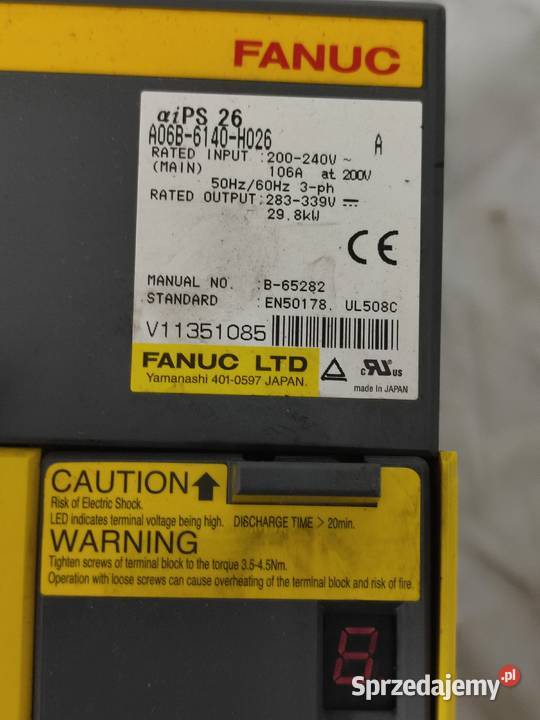 FANUC
αiPS 26
A06B-6140-H026 A
RATED INPUT :200-240V ~
(MAIN) 106A at 200V
50Hz/60Hz 3-ph
RATED OUTPUT:283-339V ⎓
29.8kW
CE
MANUAL NO. :B-65282
STANDARD :EN50178. UL508C
V11351085
FANUC LTD
Yamanashi 401-0597 JAPAN.
c RU US
made in JAPAN
CAUTION
Risk of Electric Shock.
LED indicates terminal voltage being high. DISCHARGE TIME > 20min.
WARNING
Tighten screws of terminal block to the torque 3.5-4.5Nm.
Operation with loose screws can cause overheating of the terminal block and risk of fire.
8.
Sprzedajemy.pl